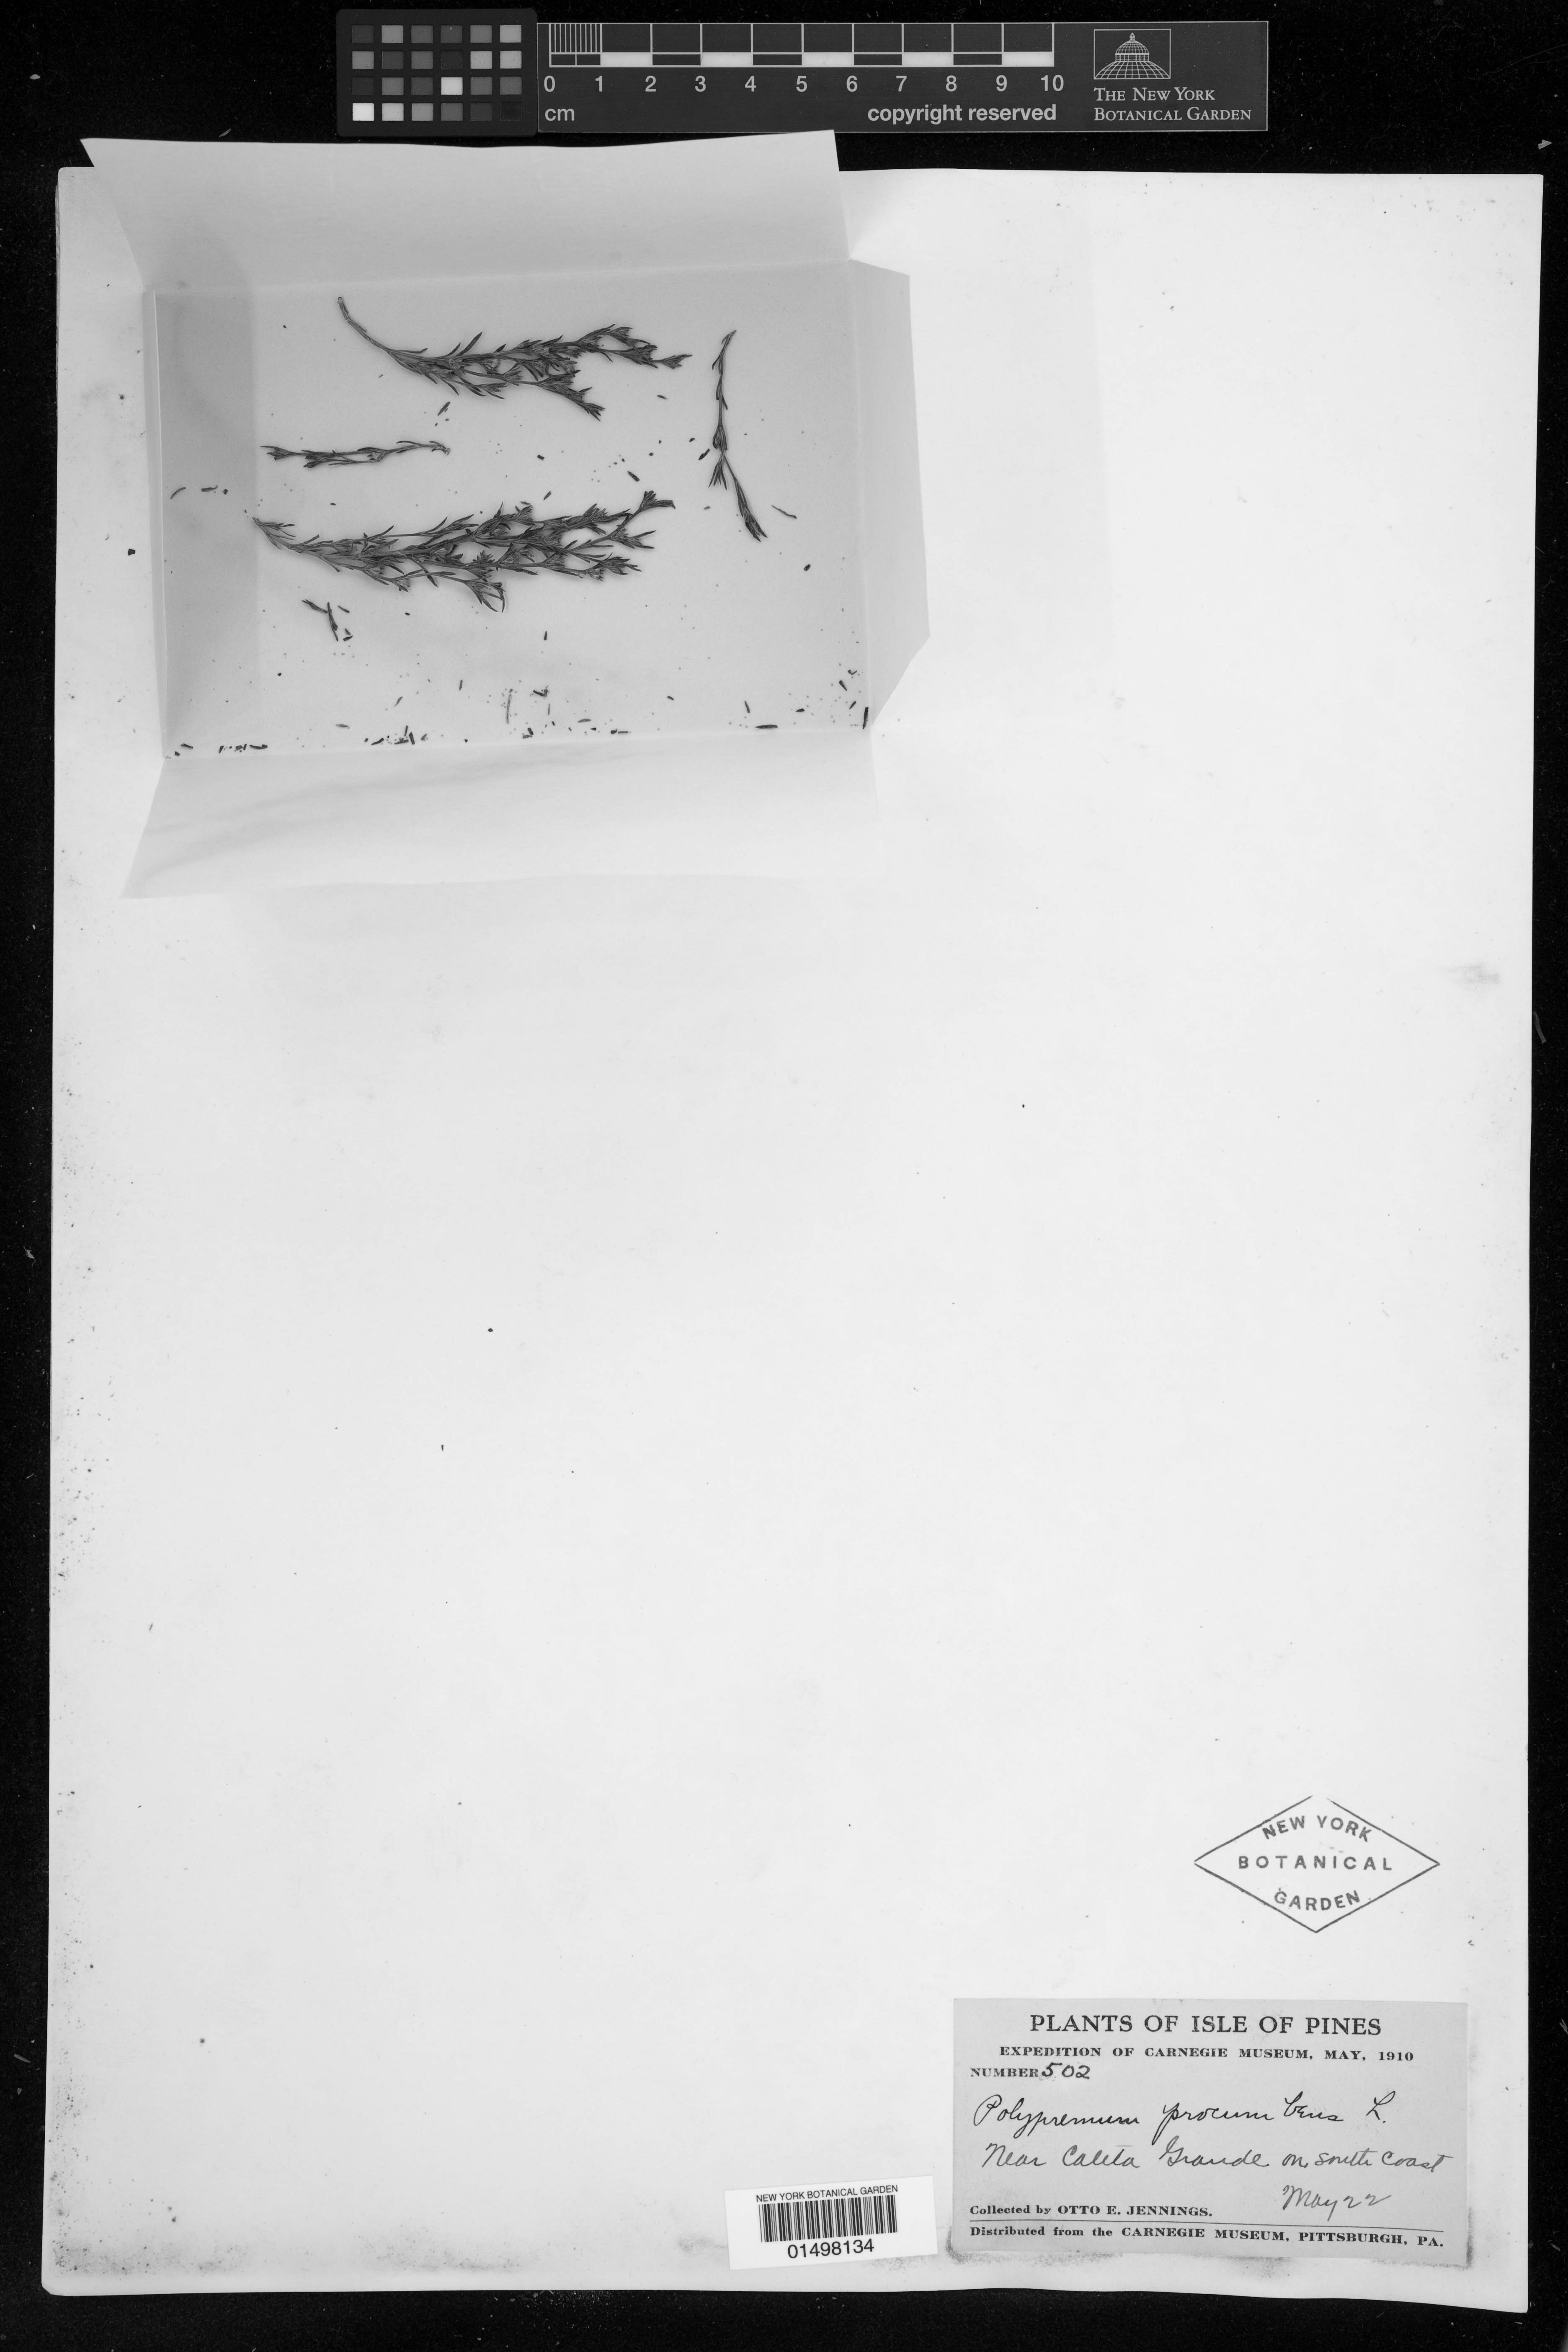 0 1 2 3 4 5 6 7 8 9 10
cm copyright reserved
THE NEW YORK
BOTANICAL GARDEN
NEW YORK
BOTANICAL
GARDEN
PLANTS OF ISLE OF PINES
EXPEDITION OF CARNEGIE MUSEUM, MAY, 1910
NUMBER 502
Polypremum procumbens L.
Near Caleta Grande on south coast
May 22
Collected by OTTO E. JENNINGS.
Distributed from the CARNEGIE MUSEUM, PITTSBURGH, PA.
NEW YORK BOTANICAL GARDEN
01498134